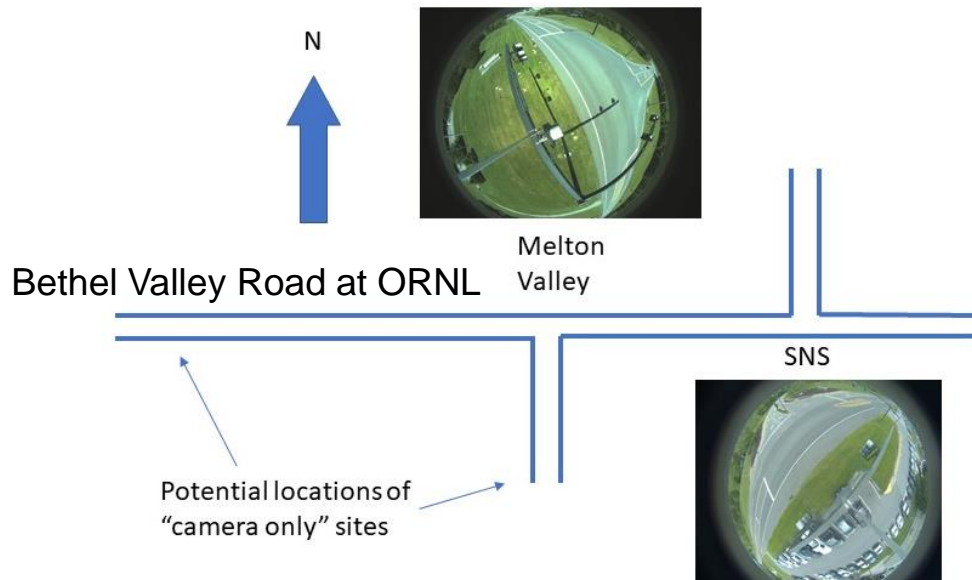 N
Melton
Valley
Bethel Valley Road at ORNL
SNS
Potential locations of
“camera only” sites